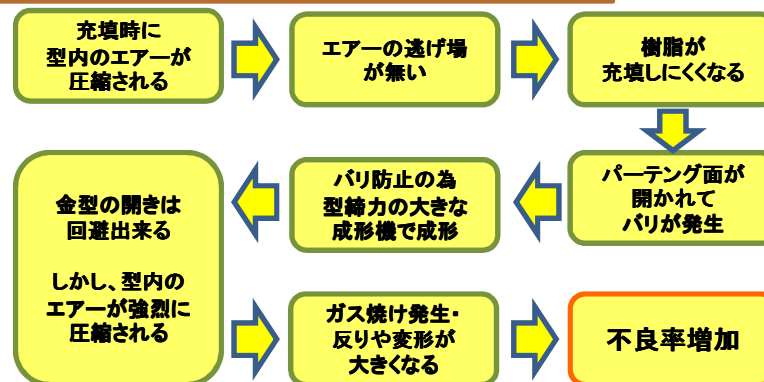 充填時に
型内のエアーが
圧縮される
エアーの逃げ場
が無い
樹脂が
充填しにくくなる
パーテング面が
開かれて
バリが発生
バリ防止の為
型締力の大きな
成形機で成形
金型の開きは
回避出来る
しかし、型内の
エアーが強烈に
圧縮される
ガス焼け発生・
反りや変形が
大きくなる
不良率増加